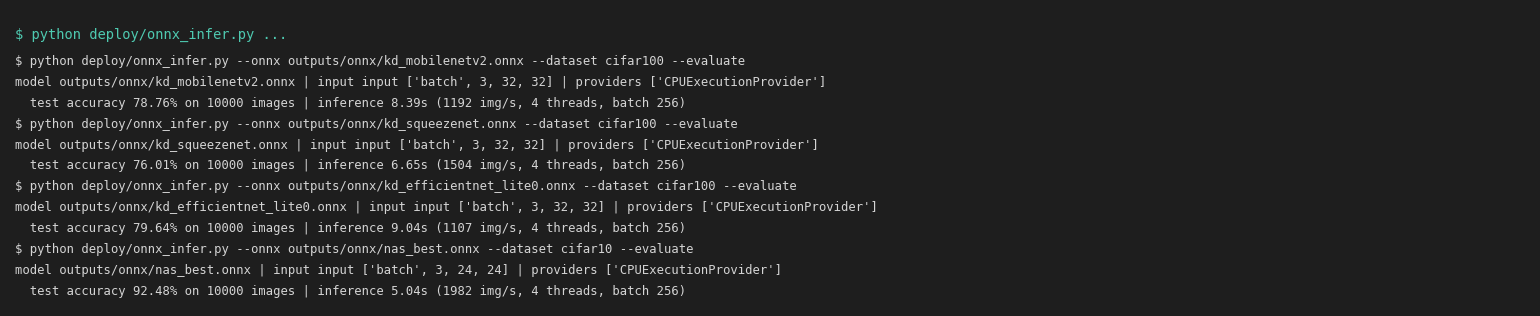 $ python deploy/onnx_infer.py ...
$ python deploy/onnx_infer.py --onnx outputs/onnx/kd_mobilenetv2.onnx --dataset cifar100 --evaluate
model outputs/onnx/kd_mobilenetv2.onnx | input input ['batch', 3, 32, 32] | providers ['CPUExecutionProvider']
  test accuracy 78.76% on 10000 images | inference 8.39s (1192 img/s, 4 threads, batch 256)
$ python deploy/onnx_infer.py --onnx outputs/onnx/kd_squeezenet.onnx --dataset cifar100 --evaluate
model outputs/onnx/kd_squeezenet.onnx | input input ['batch', 3, 32, 32] | providers ['CPUExecutionProvider']
  test accuracy 76.01% on 10000 images | inference 6.65s (1504 img/s, 4 threads, batch 256)
$ python deploy/onnx_infer.py --onnx outputs/onnx/kd_efficientnet_lite0.onnx --dataset cifar100 --evaluate
model outputs/onnx/kd_efficientnet_lite0.onnx | input input ['batch', 3, 32, 32] | providers ['CPUExecutionProvider']
  test accuracy 79.64% on 10000 images | inference 9.04s (1107 img/s, 4 threads, batch 256)
$ python deploy/onnx_infer.py --onnx outputs/onnx/nas_best.onnx --dataset cifar10 --evaluate
model outputs/onnx/nas_best.onnx | input input ['batch', 3, 24, 24] | providers ['CPUExecutionProvider']
  test accuracy 92.48% on 10000 images | inference 5.04s (1982 img/s, 4 threads, batch 256)